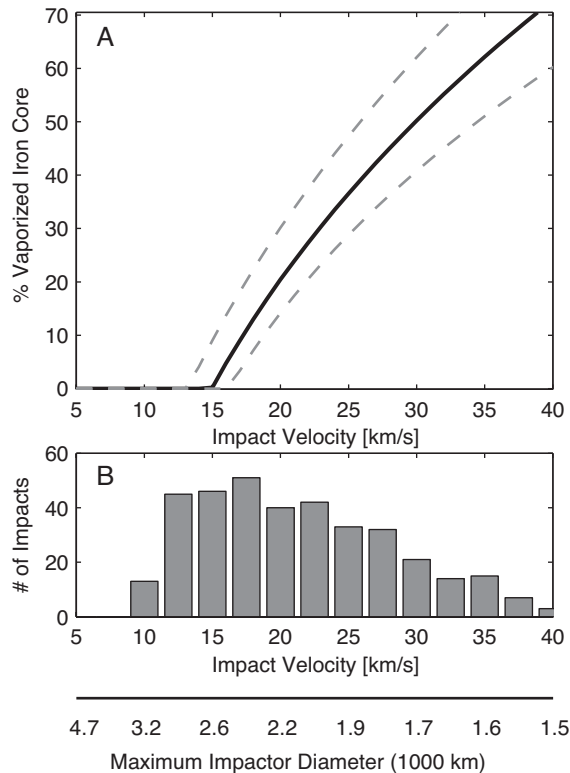 A
% Vaporized Iron Core
70
60
50
40
30
20
10
0
5 10 15 20 25 30 35 40
Impact Velocity [km/s]
B
# of Impacts
60
40
20
0
5 10 15 20 25 30 35 40
Impact Velocity [km/s]
4.7 3.2 2.6 2.2 1.9 1.7 1.6 1.5
Maximum Impactor Diameter (1000 km)